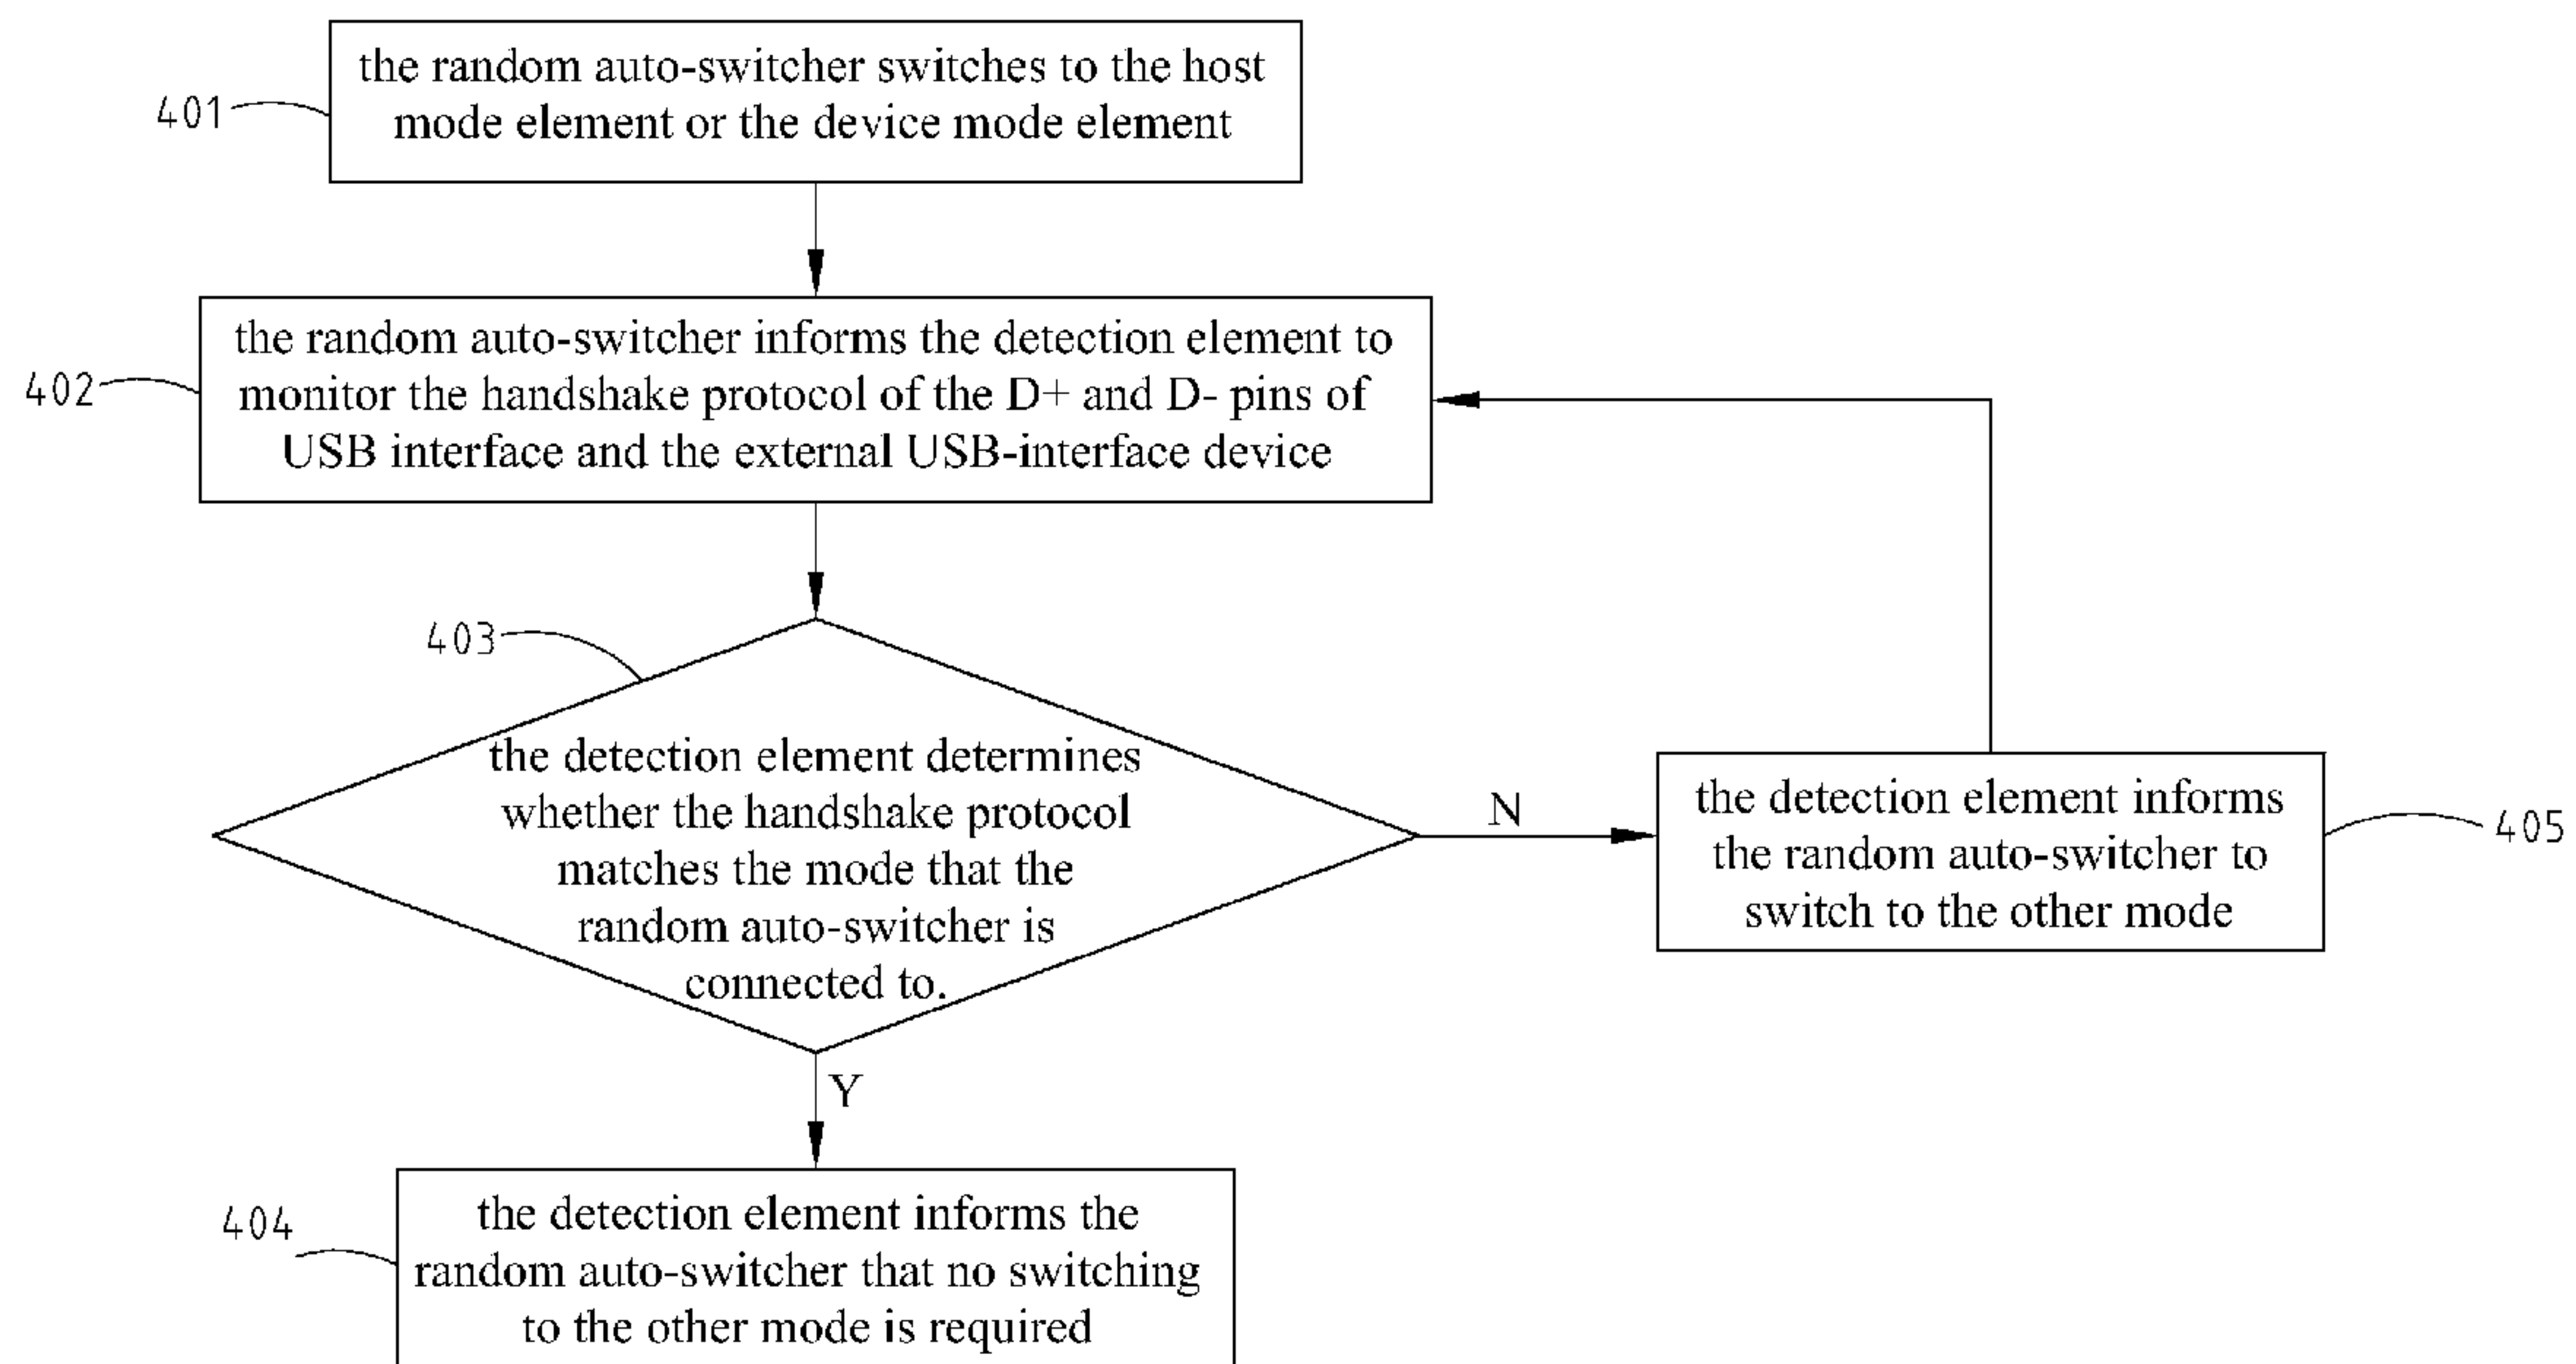 401
the random auto-switcher switches to the host
mode element or the device mode element
402
the random auto-switcher informs the detection element to
monitor the handshake protocol of the D+ and D- pins of
USB interface and the external USB-interface device
403
the detection element determines
whether the handshake protocol
matches the mode that the
random auto-switcher is
connected to.
N
the detection element informs
the random auto-switcher to
switch to the other mode
405
Y
404
the detection element informs the
random auto-switcher that no switching
to the other mode is required